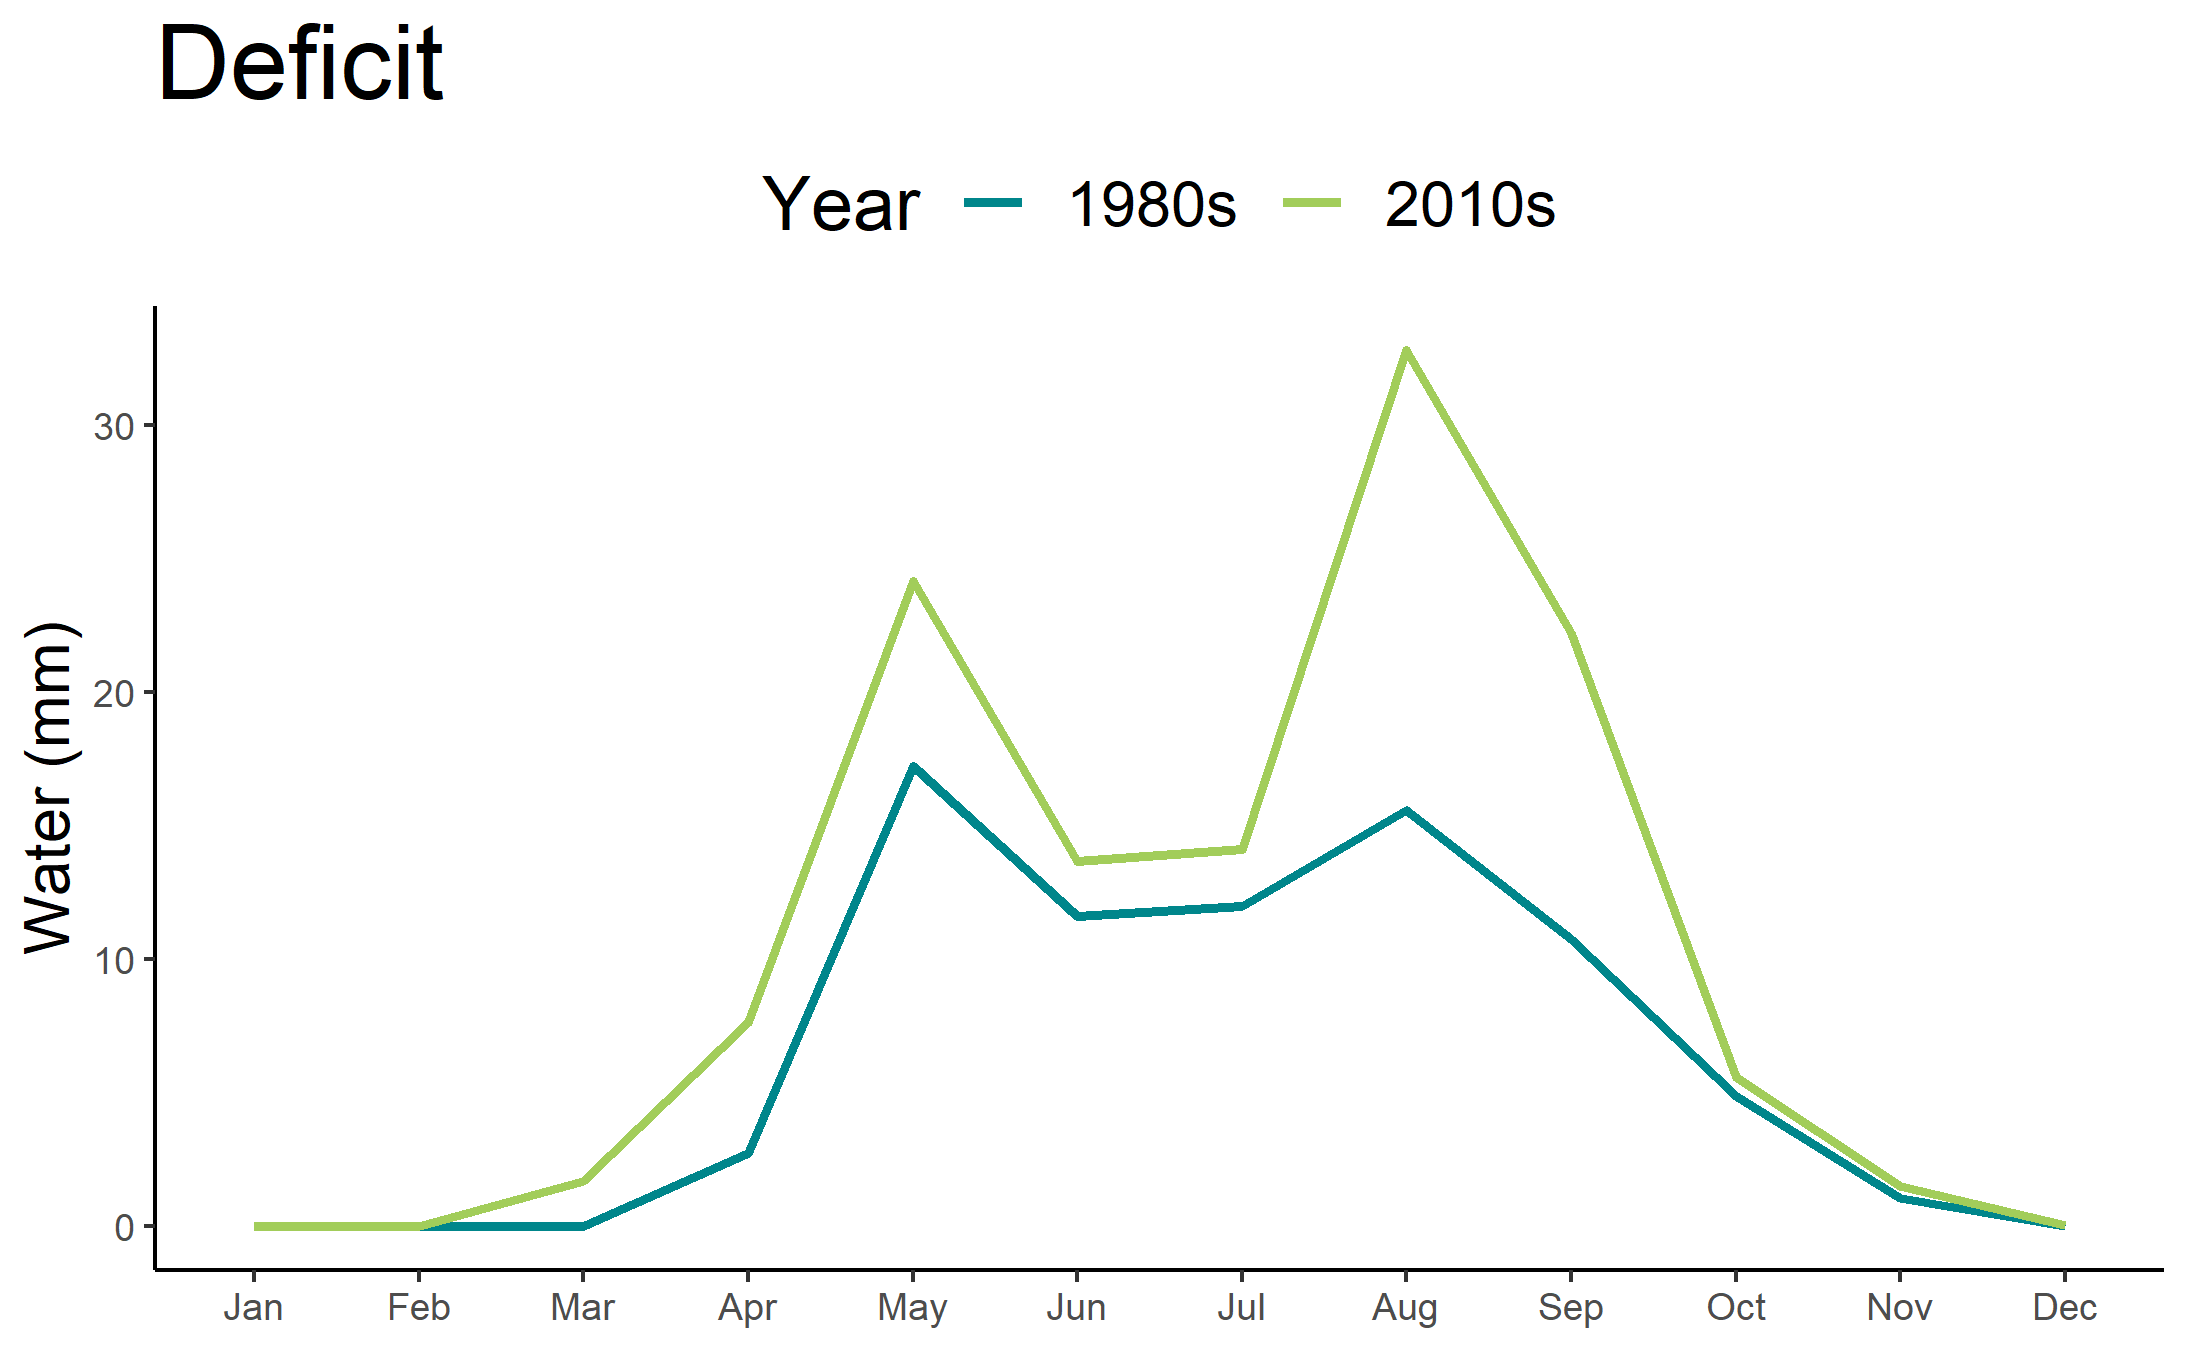 Deficit
Year 1980s 2010s
Water (mm)
30
20
10
0
Jan Feb Mar Apr May Jun Jul Aug Sep Oct Nov Dec